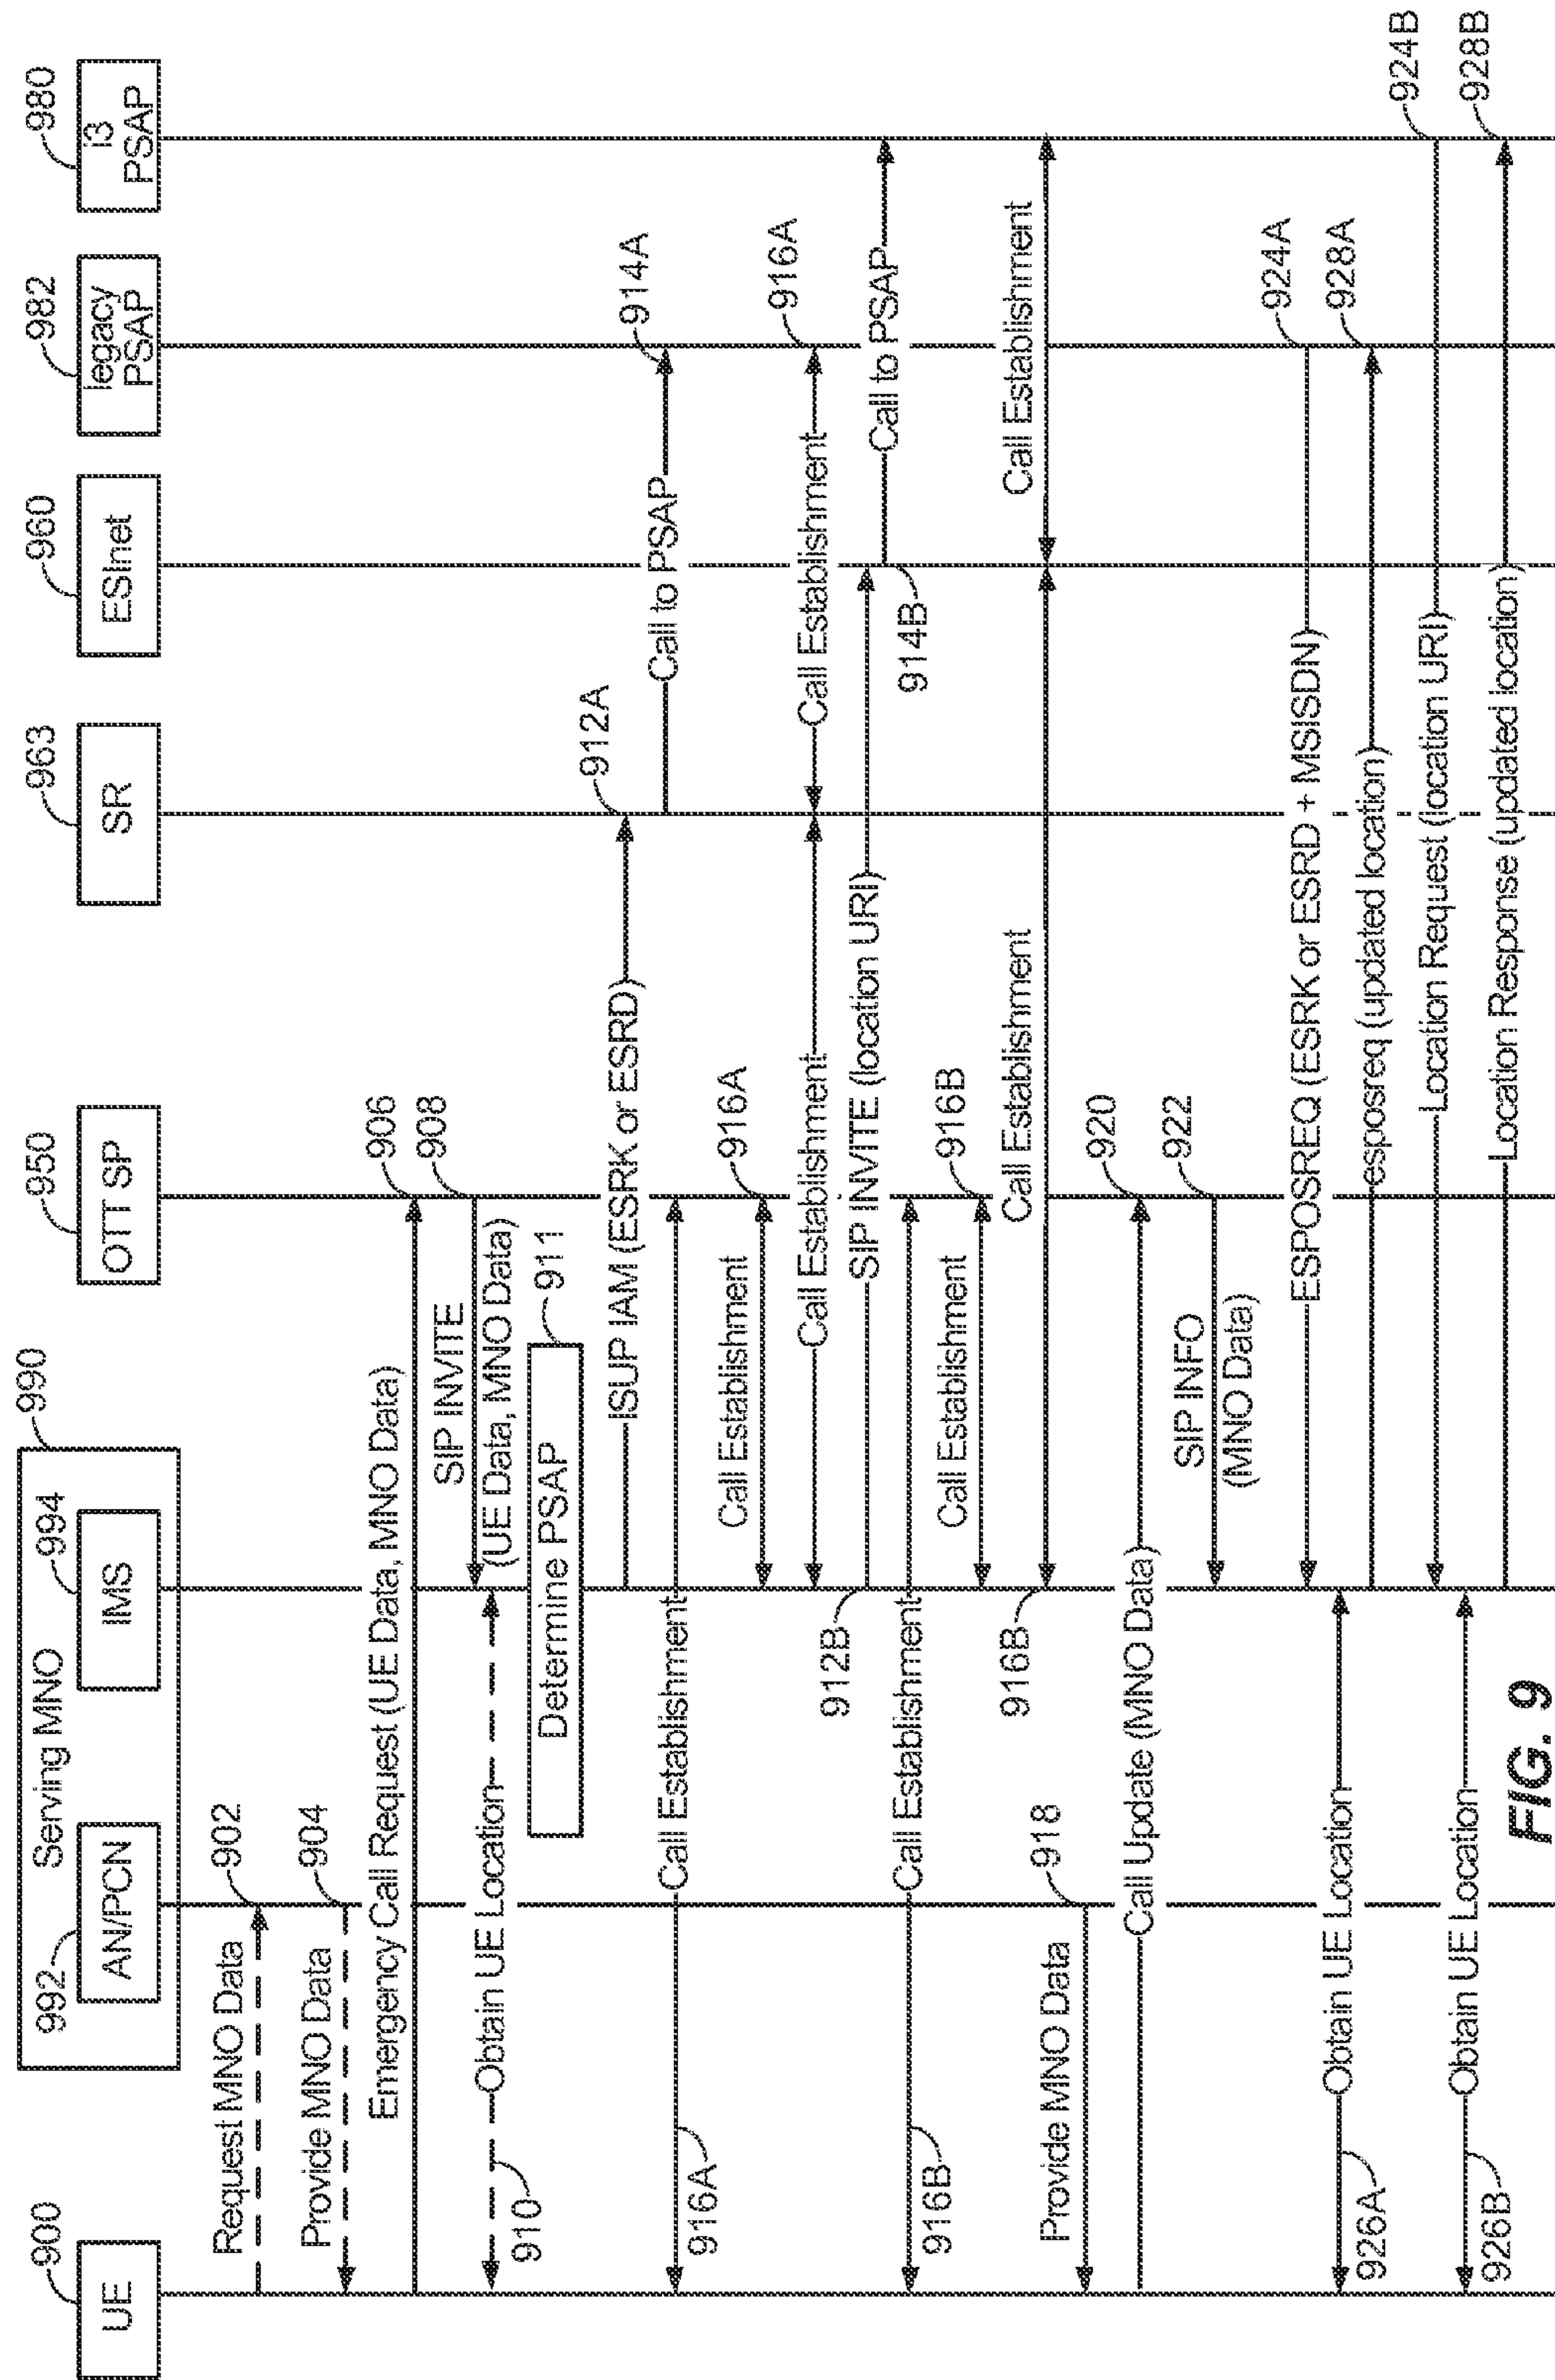 900
UE
990
Serving MNO
992
AN/PCN
994
IMS
950
OTT SP
963
SR
960
ESInet
982
legacy
PSAP
980
i3
PSAP
Request MNO Data
902
Provide MNO Data
904
Emergency Call Request (UE Data, MNO Data)
906
908
SIP INVITE
(UE Data, MNO Data)
Obtain UE Location
910
Determine PSAP
911
ISUP IAM (ESRK or ESRD)
912A
Call to PSAP
914A
Call Establishment
916A
Call Establishment
916A
Call Establishment
Call Establishment
916A
912B
SIP INVITE (location URI)
914B
Call to PSAP
Call Establishment
916B
Call Establishment
916B
916B
Call Establishment
Call Establishment
Provide MNO Data
918
Call Update (MNO Data)
920
SIP INFO
(MNO Data)
922
ESPOSREQ (ESRK or ESRD + MSISDN)
924A
Obtain UE Location
926A
esposreq (updated location)
928A
Location Request (location URI)
924B
Obtain UE Location
926B
Location Response (updated location)
928B
FIG. 9